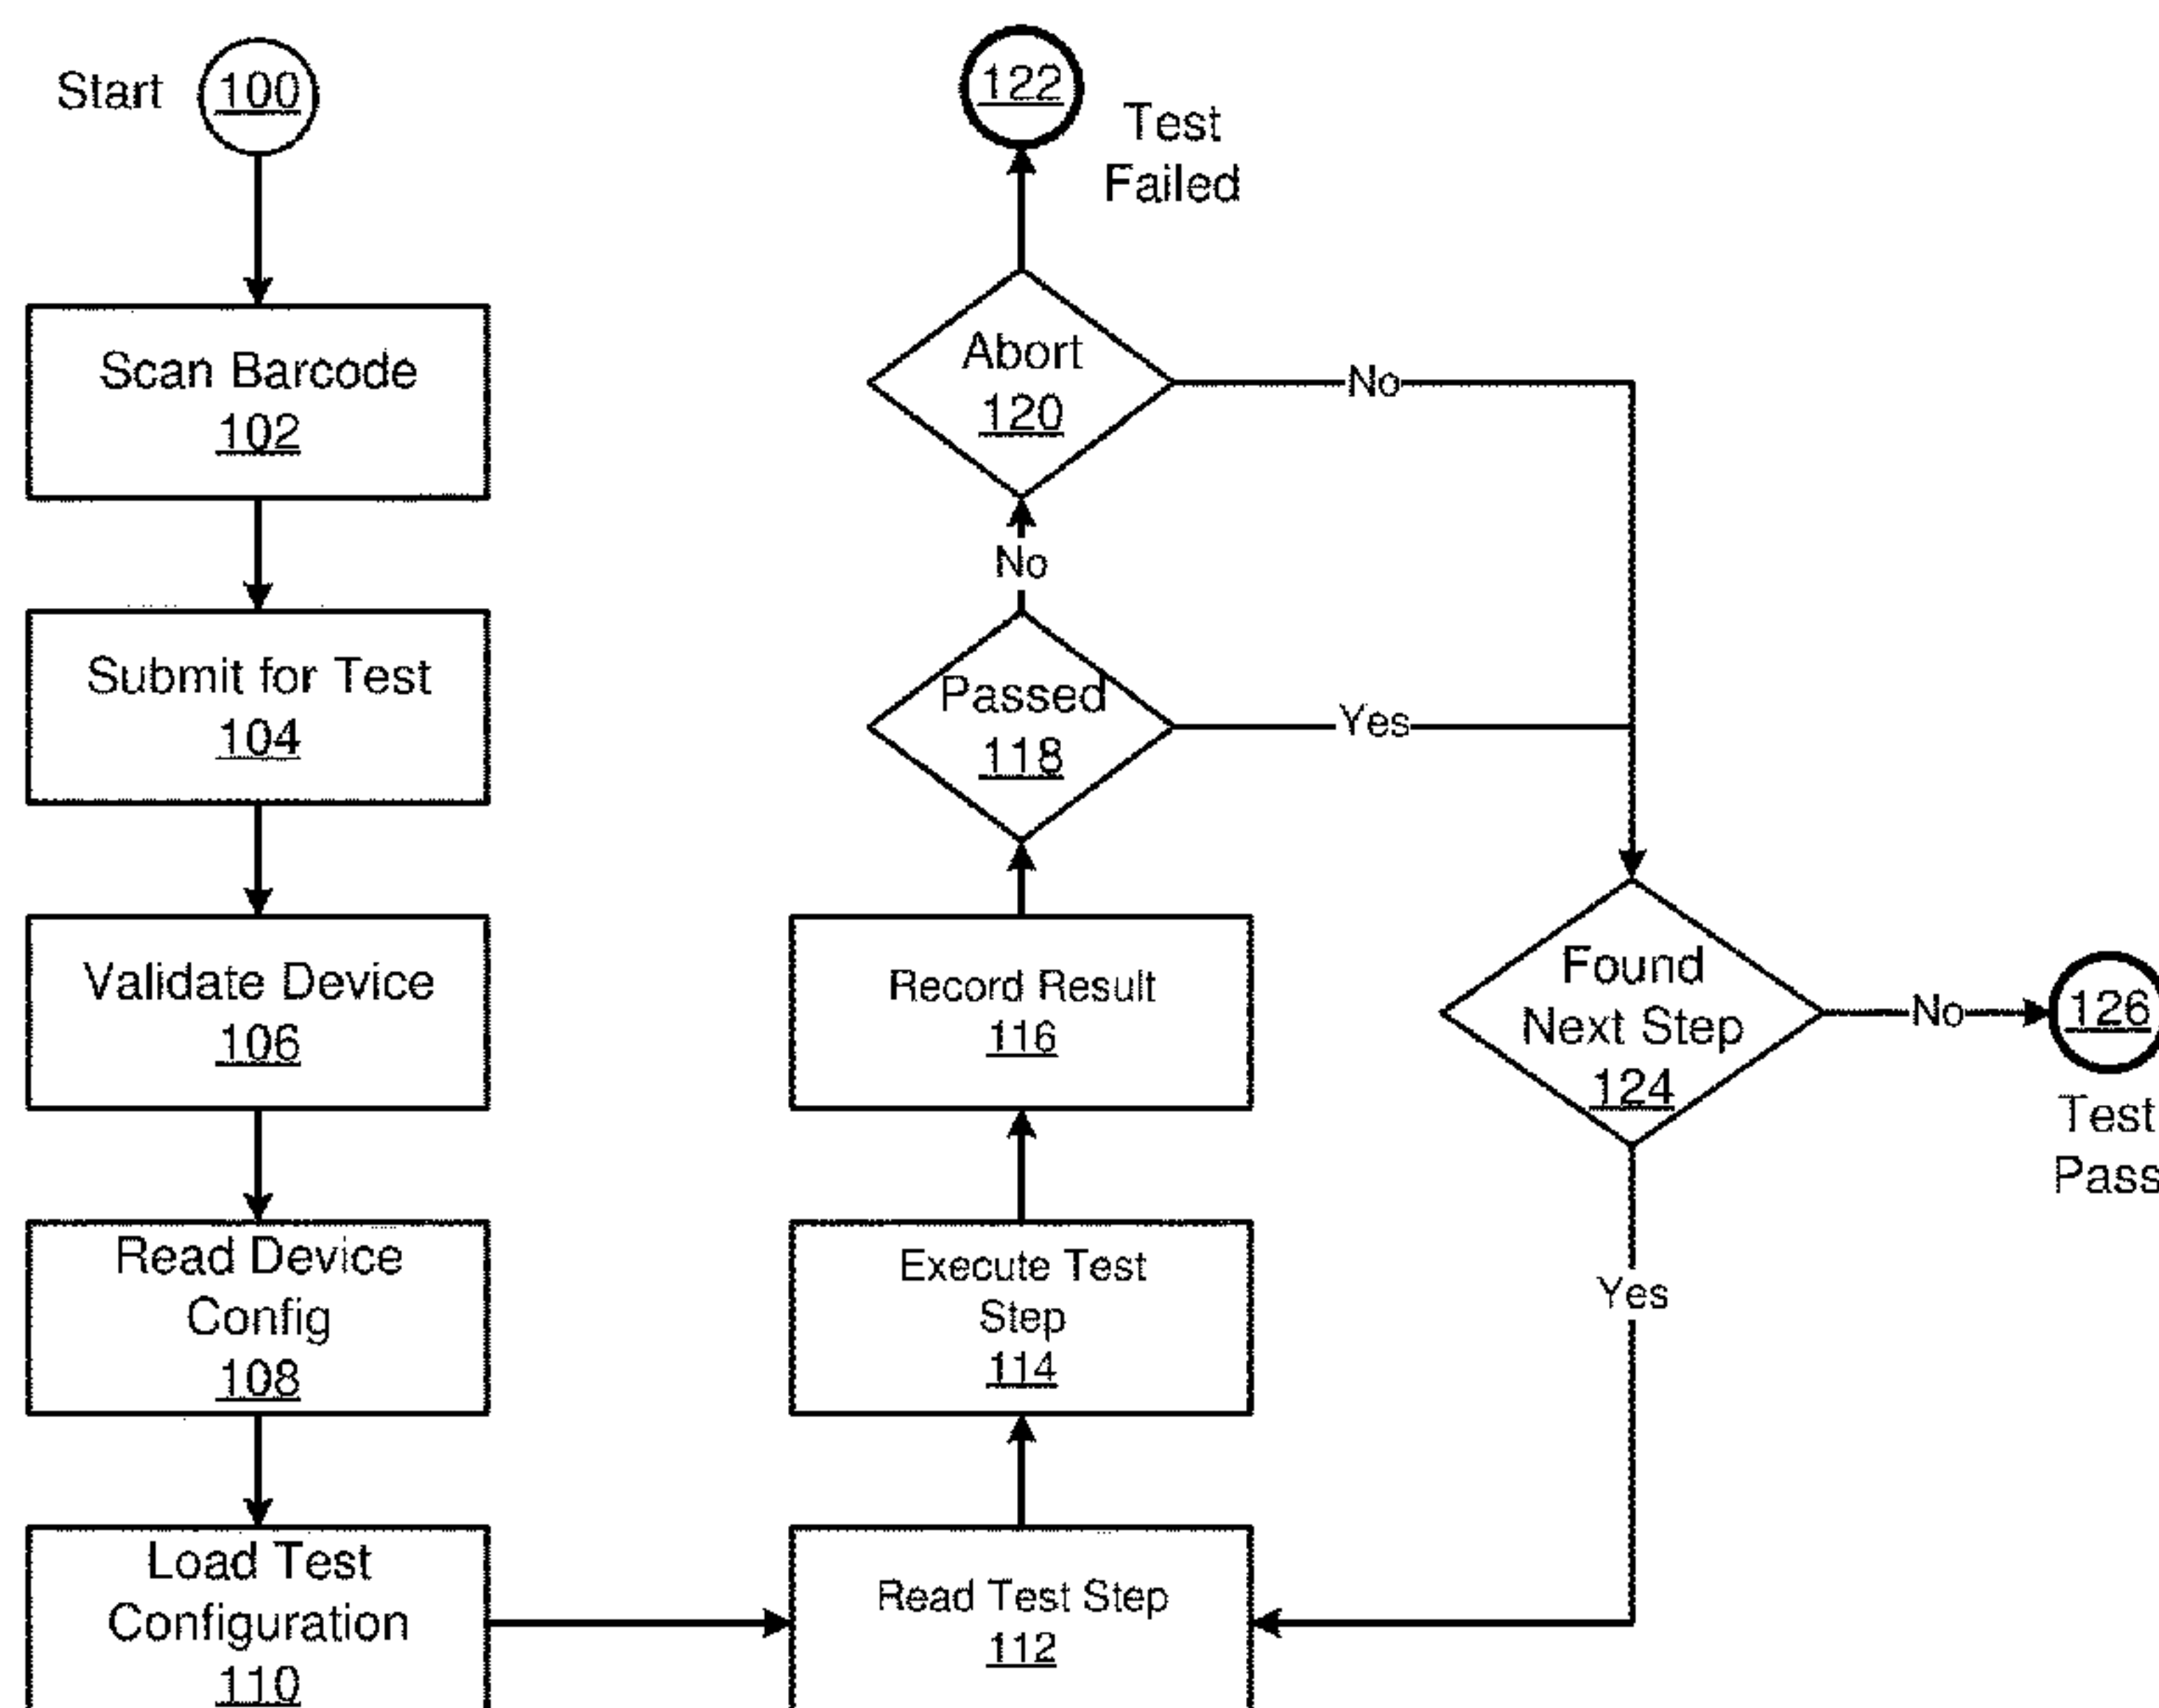 Start
100
Scan Barcode
102
Submit for Test
104
Validate Device
106
Read Device
Config
108
Load Test
Configuration
110
122
Test
Failed
Abort
120
No
No
Passed
118
Yes
Record Result
116
Execute Test
Step
114
Read Test Step
112
Found
Next Step
124
No
126
Test
Pass
Yes